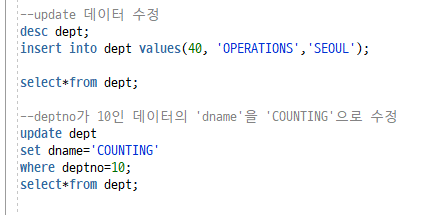 --update 데이터 수정
desc dept;
insert into dept values(40, 'OPERATIONS','SEOUL');
select*from dept;
--deptno가 10인 데이터의 'dname'을 'COUNTING'으로 수정
update dept
set dname='COUNTING'
where deptno=10;
select*from dept;